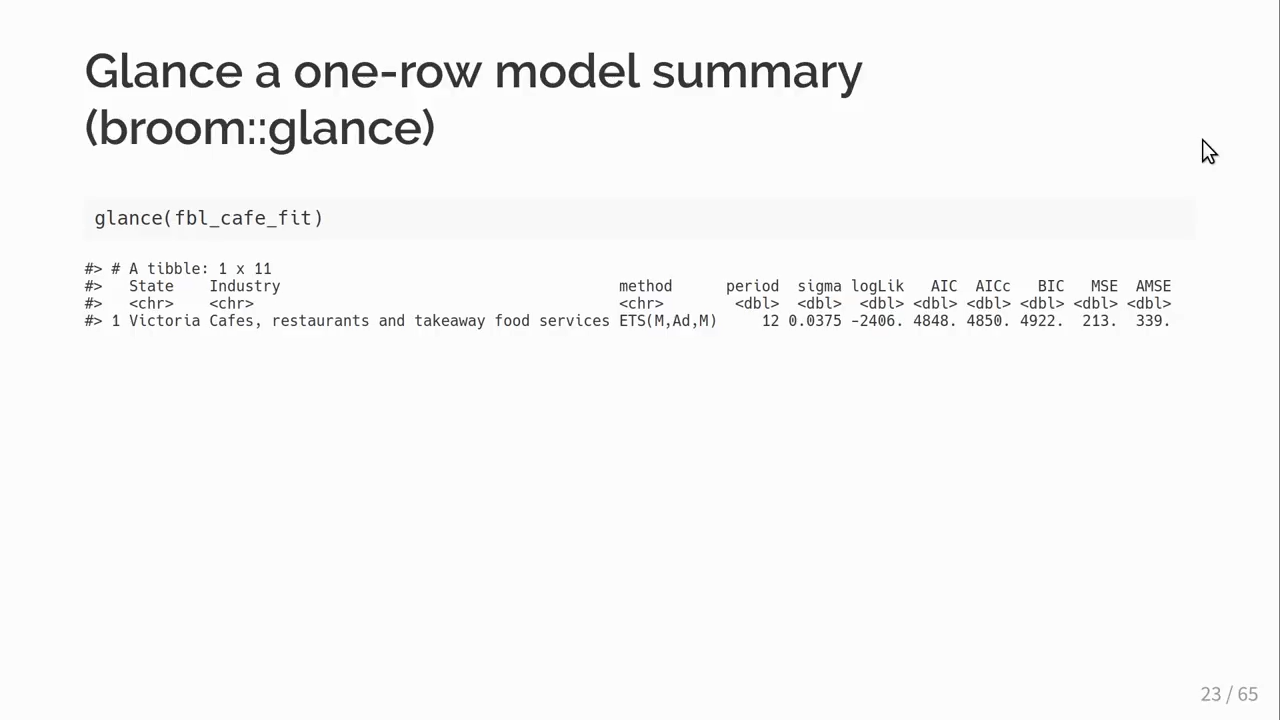 Glance a one-row model summary
(broom::glance)
glance(fbl_cafe_fit)
#> # A tibble: 1 x 11
#>   State    Industry                                      method      period  sigma logLik   AIC  AICc   BIC   MSE  AMSE
#>   <chr>    <chr>                                         <chr>        <dbl>  <dbl>  <dbl> <dbl> <dbl> <dbl> <dbl> <dbl>
#> 1 Victoria Cafes, restaurants and takeaway food services ETS(M,Ad,M)     12 0.0375 -2406. 4848. 4850. 4922.  213.  339.
23 / 65